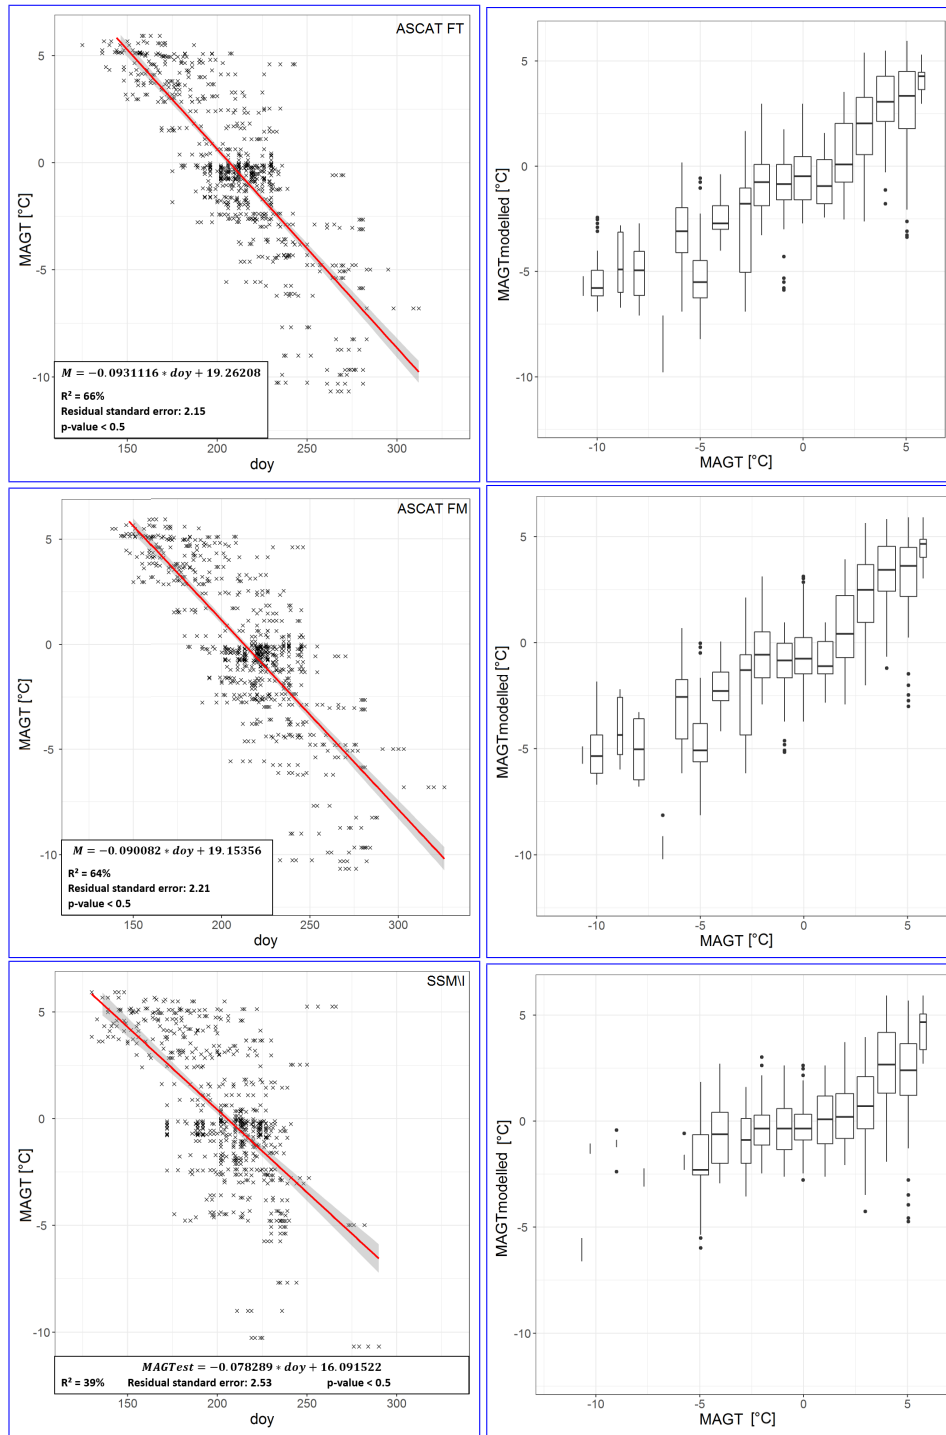 ASCAT FT
MAGT [°C]
5
0
-5
-10
M = −0.0931116 * doy + 19.26208
R² = 66%
Residual standard error: 2.15
p-value < 0.5
150 200 250 300
doy
MAGTmodelled [°C]
5
0
-5
-10
-10 -5 0 5
MAGT [°C]
ASCAT FM
MAGT [°C]
5
0
-5
-10
M = −0.090082 * doy + 19.15356
R² = 64%
Residual standard error: 2.21
p-value < 0.5
150 200 250 300
doy
MAGTmodelled [°C]
5
0
-5
-10
-10 -5 0 5
MAGT [°C]
SSM\I
MAGT [°C]
5
0
-5
-10
MAGTest = −0.078289 * doy + 16.091522
R² = 39% Residual standard error: 2.53 p-value < 0.5
150 200 250 300
doy
MAGTmodelled [°C]
5
0
-5
-10
-10 -5 0 5
MAGT [°C]